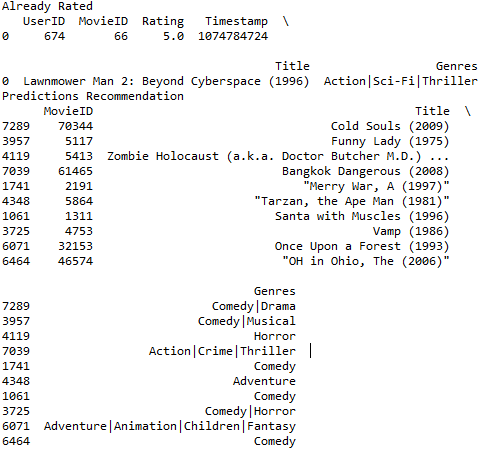 Already Rated
UserID MovieID Rating Timestamp \
0 674 66 5.0 1074784724
Title Genres
0 Lawnmower Man 2: Beyond Cyberspace (1996) Action|Sci-Fi|Thriller
Predictions Recommendation
MovieID Title \
7289 70344 Cold Souls (2009)
3957 5117 Funny Lady (1975)
4119 5413 Zombie Holocaust (a.k.a. Doctor Butcher M.D.) ...
7039 61465 Bangkok Dangerous (2008)
1741 2191 "Merry War, A (1997)"
4348 5864 "Tarzan, the Ape Man (1981)"
1061 1311 Santa with Muscles (1996)
3725 4753 Vamp (1986)
6071 32153 Once Upon a Forest (1993)
6464 46574 "OH in Ohio, The (2006)"
Genres
7289 Comedy|Drama
3957 Comedy|Musical
4119 Horror
7039 Action|Crime|Thriller
1741 Comedy
4348 Adventure
1061 Comedy
3725 Comedy|Horror
6071 Adventure|Animation|Children|Fantasy
6464 Comedy